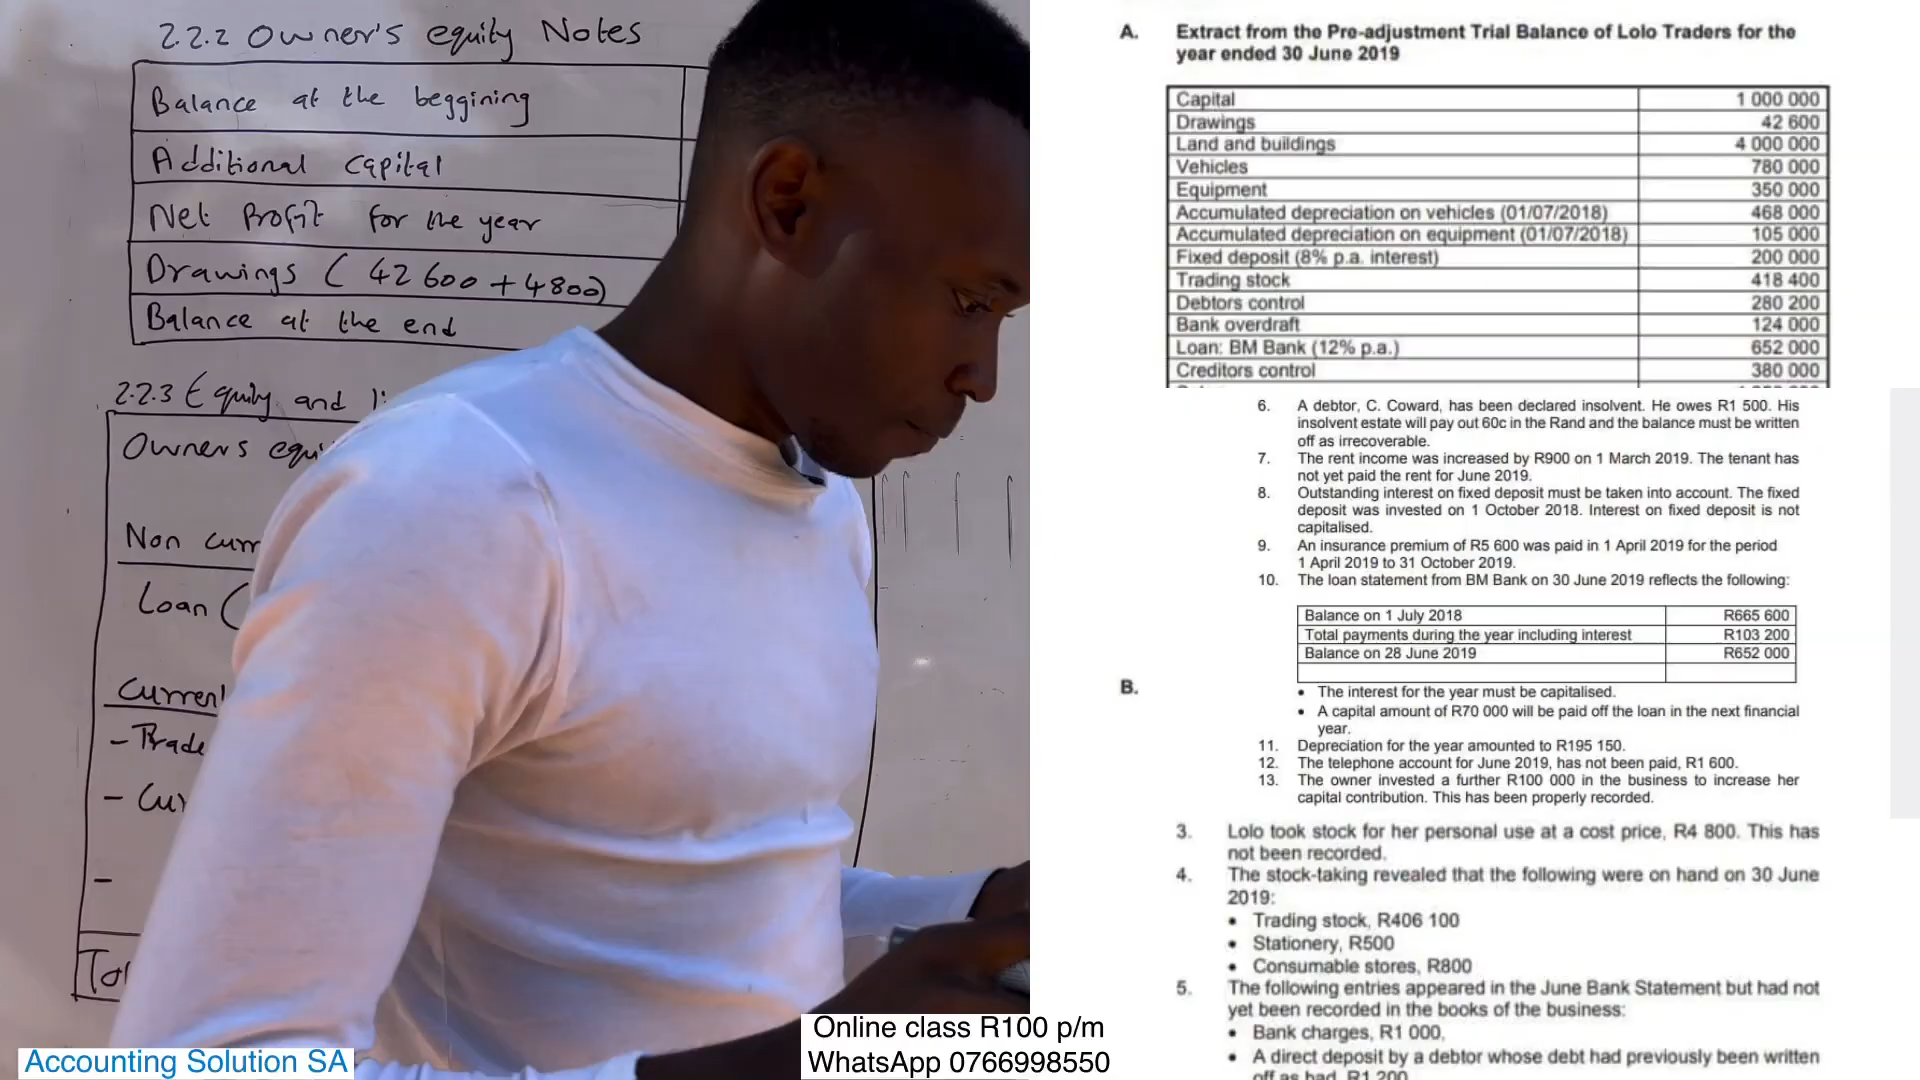 2.2.2 Owner's equity Notes
Balance at the beggining
Additional capital
Net Profit for the year
Drawings ( 42 600 + 4800)
Balance at the end
2.2.3 Equity and
Owners
Non
Loan (
- Trade
-
-
A. Extract from the Pre-adjustment Trial Balance of Lolo Traders for the
year ended 30 June 2019
Capital 1 000 000
Drawings 42 600
Land and buildings 4 000 000
Vehicles 780 000
Equipment 350 000
Accumulated depreciation on vehicles (01/07/2018) 468 000
Accumulated depreciation on equipment (01/07/2018) 105 000
Fixed deposit (8% p.a. interest) 200 000
Trading stock 418 400
Debtors control 280 200
Bank overdraft 124 000
Loan: BM Bank (12% p.a.) 652 000
Creditors control 380 000
6. A debtor, C. Coward, has been declared insolvent. He owes R1 500. His
insolvent estate will pay out 60c in the Rand and the balance must be written
off as irrecoverable.
7. The rent income was increased by R900 on 1 March 2019. The tenant has
not yet paid the rent for June 2019.
8. Outstanding interest on fixed deposit must be taken into account. The fixed
deposit was invested on 1 October 2018. Interest on fixed deposit is not
capitalised.
9. An insurance premium of R5 600 was paid in 1 April 2019 for the period
1 April 2019 to 31 October 2019.
10. The loan statement from BM Bank on 30 June 2019 reflects the following:
Balance on 1 July 2018 R665 600
Total payments during the year including interest R103 200
Balance on 28 June 2019 R652 000
B.
• The interest for the year must be capitalised.
• A capital amount of R70 000 will be paid off the loan in the next financial
year.
11. Depreciation for the year amounted to R195 150.
12. The telephone account for June 2019, has not been paid, R1 600.
13. The owner invested a further R100 000 in the business to increase her
capital contribution. This has been properly recorded.
3. Lolo took stock for her personal use at a cost price, R4 800. This has
not been recorded.
4. The stock-taking revealed that the following were on hand on 30 June
2019:
• Trading stock, R406 100
• Stationery, R500
• Consumable stores, R800
5. The following entries appeared in the June Bank Statement but had not
yet been recorded in the books of the business:
• Bank charges, R1 000,
• A direct deposit by a debtor whose debt had previously been written
off as bad, R1 200
Online class R100 p/m
WhatsApp 0766998550
Accounting Solution SA